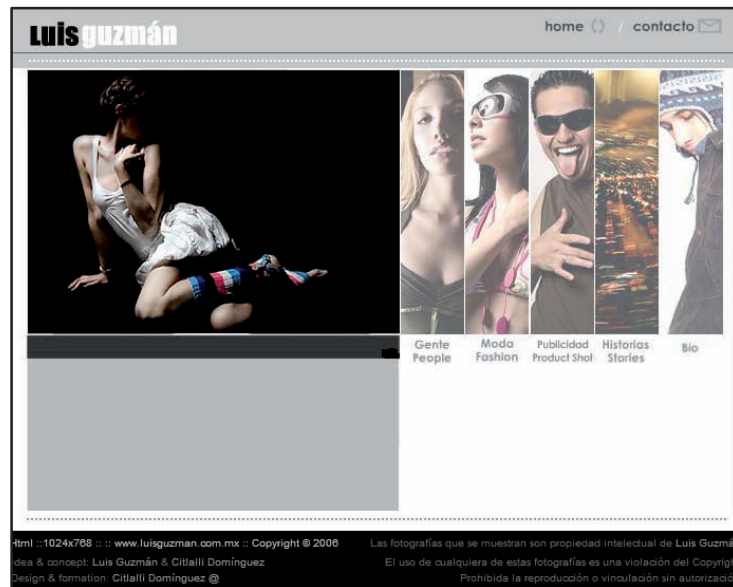 Luis guzmán
home / contacto
Gente
People
Moda
Fashion
Publicidad
Product Shot
Historias
Stories
Bio
Html ::1024x768 :: :: www.luisguzman.com.mx :: Copyright © 2006
Las fotografías que se muestran son propiedad intelectual de Luis Guzmá
dea & concept: Luis Guzmán & Citlalli Domínguez
El uso de cualquiera de estas fotografías es una violación del Copyrigh
Design & formation: Citlalli Domínguez @
Prohibida la reproducción o vinculación sin autorizació